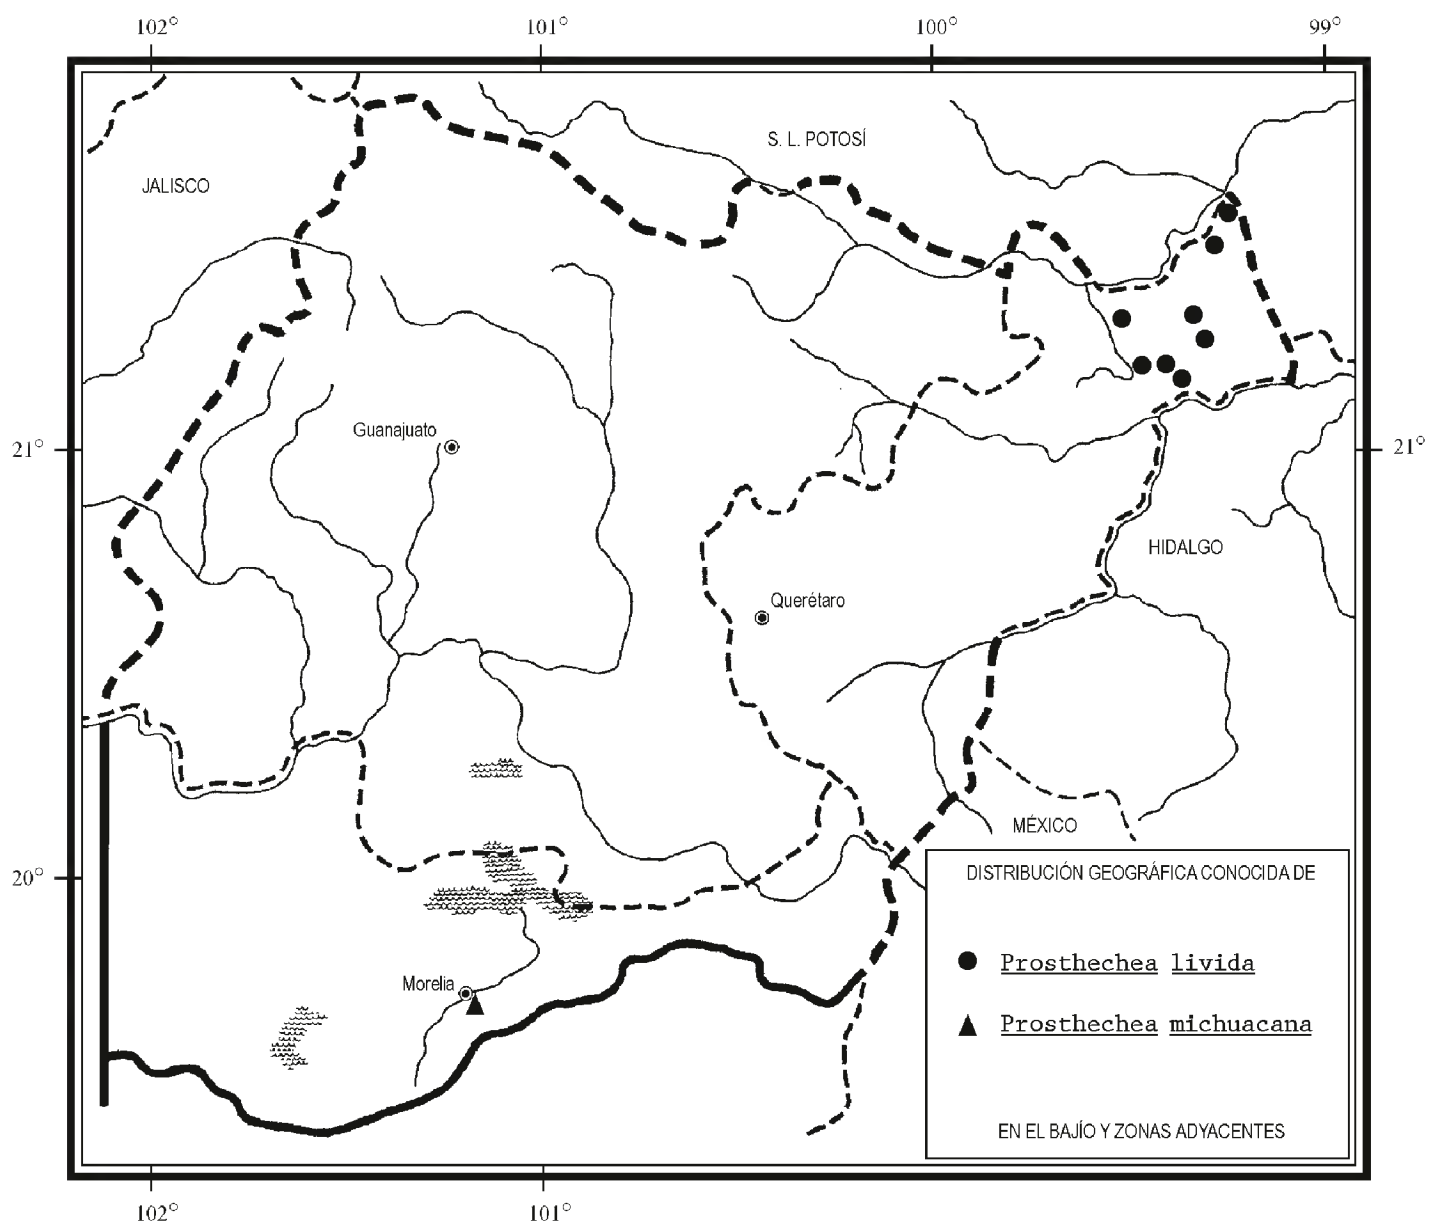 102° 101° 100° 99°
S. L. POTOSÍ
JALISCO
Guanajuato
21° 21°
HIDALGO
Querétaro
MÉXICO
20°
DISTRIBUCIÓN GEOGRÁFICA CONOCIDA DE
Prosthechea livida
Morelia
Prosthechea michuacana
EN EL BAJÍO Y ZONAS ADYACENTES
102° 101°